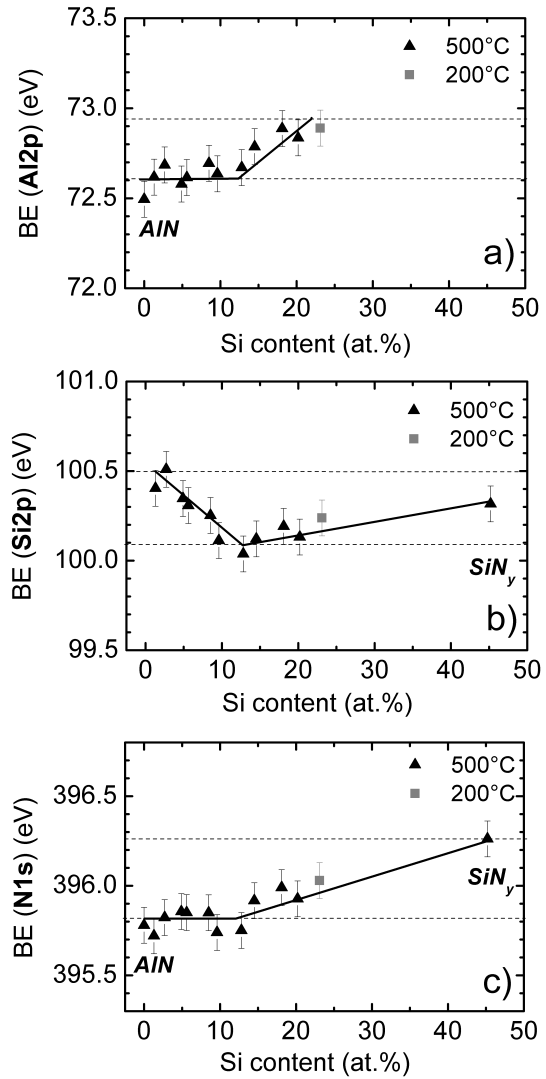 73.5
500°C
200°C
73.0
BE (Al2p) (eV)
72.5
AlN
72.0
a)
0 10 20 30 40 50
Si content (at.%)
101.0
500°C
200°C
100.5
BE (Si2p) (eV)
100.0
SiNy
99.5
b)
0 10 20 30 40 50
Si content (at.%)
500°C
396.5
200°C
BE (N1s) (eV)
396.0
SiNy
AlN
395.5
c)
0 10 20 30 40 50
Si content (at.%)